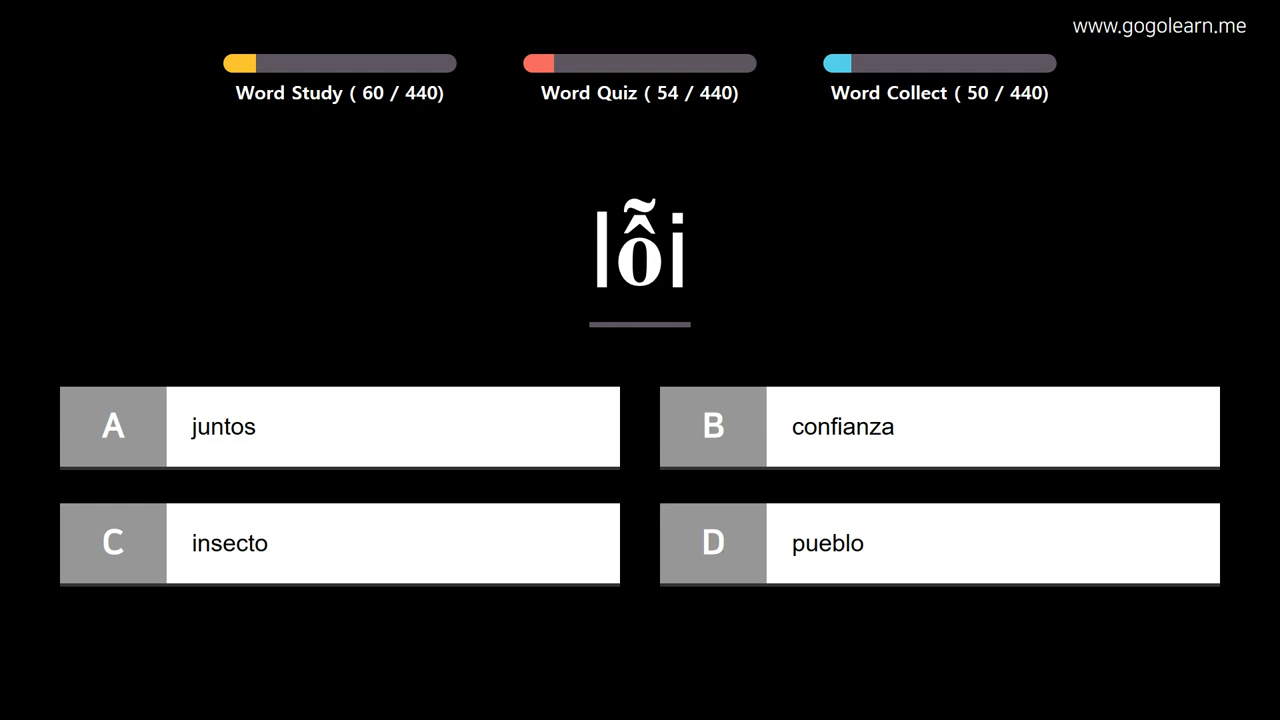 www.gogolearn.me
Word Study ( 60 / 440)
Word Quiz ( 54 / 440)
Word Collect ( 50 / 440)
lỗi
A juntos
B confianza
C insecto
D pueblo